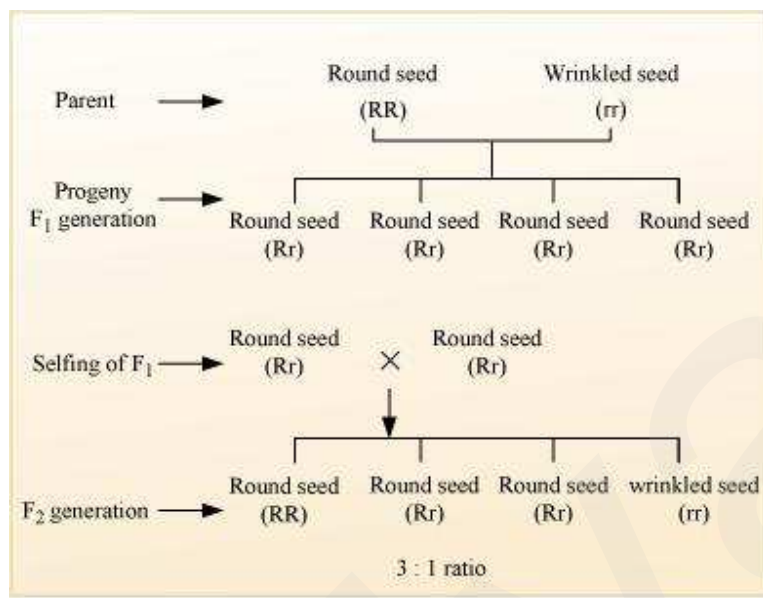 Round seed Wrinkled seed
Parent (RR) (rr)
Progeny
F1 generation Round seed Round seed Round seed Round seed
(Rr) (Rr) (Rr) (Rr)
Round seed Round seed
Selfing of F1 (Rr) × (Rr)
Round seed Round seed Round seed wrinkled seed
F2 generation (RR) (Rr) (Rr) (rr)
3 : 1 ratio